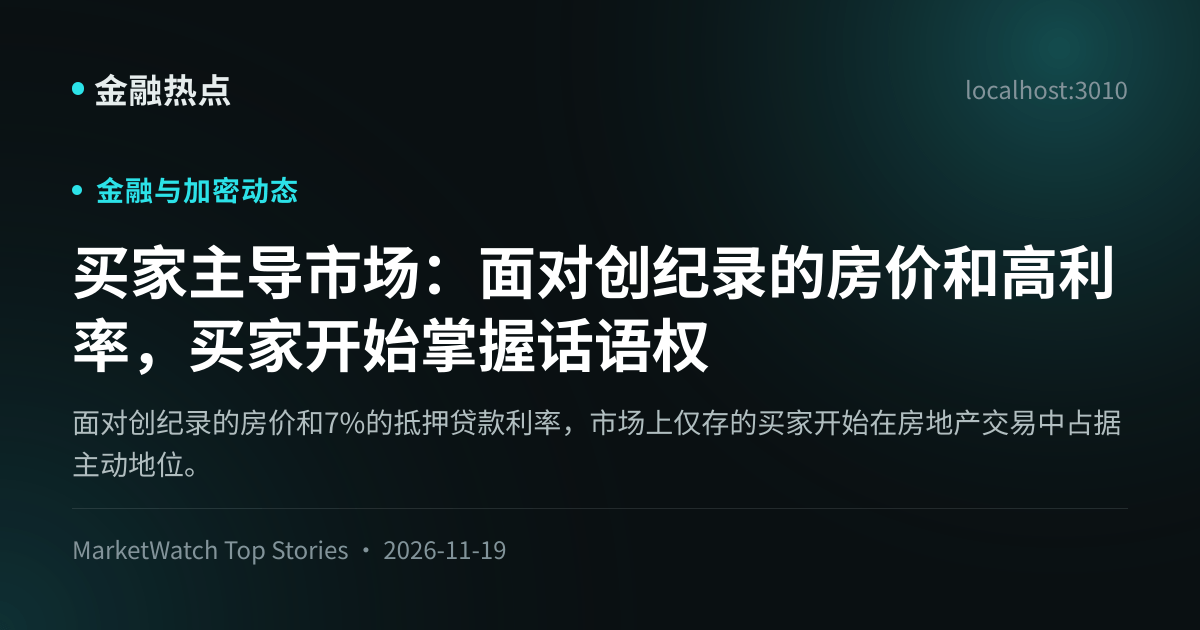 金融热点
localhost:3010
金融与加密动态
买家主导市场：面对创纪录的房价和高利
率，买家开始掌握话语权
面对创纪录的房价和7%的抵押贷款利率，市场上仅存的买家开始在房地产交易中占据
主动地位。
MarketWatch Top Stories • 2026-11-19